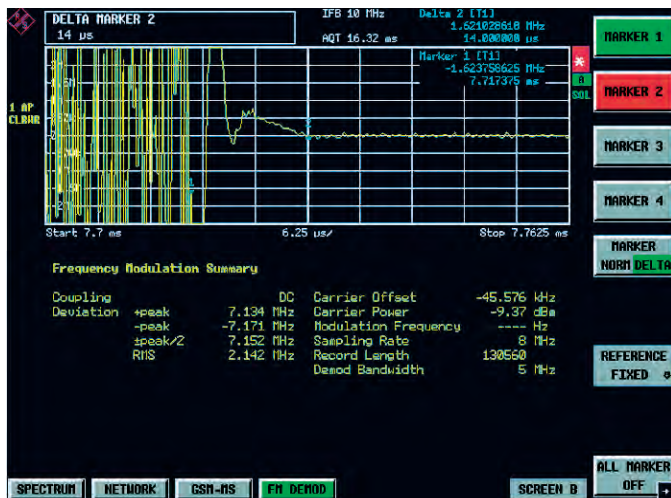 DELTA MARKER 2
14 µs
IFB 10 MHz
AQT 16.32 ms
Delta 2 [T1]
1.621028610 MHz
14.000000 µs
Marker 1 [T1]
-1.623758625 MHz
7.717375 ms
1 AP
CLRWR
*
A
SGL
Start 7.7 ms
6.25 µs/
Stop 7.7625 ms
Frequency Modulation Summary
Coupling DC Carrier Offset -45.576 kHz
Deviation +peak 7.134 MHz Carrier Power -9.37 dBm
-peak -7.171 MHz Modulation Frequency ---- Hz
±peak/2 7.152 MHz Sampling Rate 8 MHz
RMS 2.142 MHz Record Length 130560
Demod Bandwidth 5 MHz
MARKER 1
MARKER 2
MARKER 3
MARKER 4
MARKER
NORM DELTA
REFERENCE
FIXED
ALL MARKER
OFF
SPECTRUM
NETWORK
GSM-MS
FM DEMOD
SCREEN B